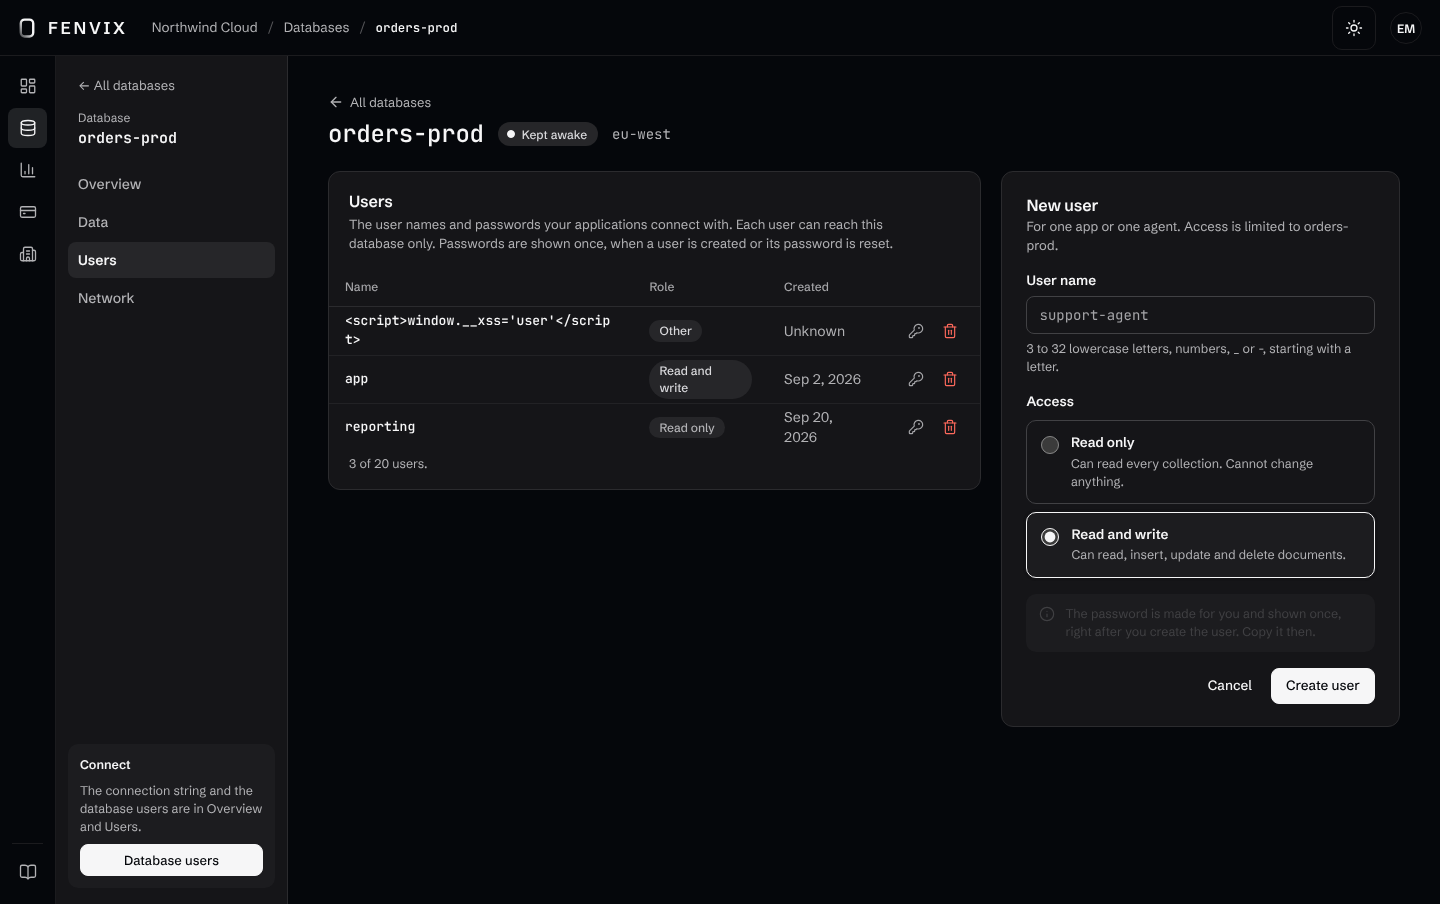 FENVIX
Northwind Cloud / Databases / orders-prod
EM
← All databases
Database
orders-prod
Overview
Data
Users
Network
Connect
The connection string and the
database users are in Overview
and Users.
Database users
← All databases
orders-prod
Kept awake
eu-west
Users
The user names and passwords your applications connect with. Each user can reach this
database only. Passwords are shown once, when a user is created or its password is reset.
Name Role Created
<script>window.__xss='user'</scrip
t>
Other
Unknown
app
Read and
write
Sep 2, 2026
reporting
Read only
Sep 20,
2026
3 of 20 users.
New user
For one app or one agent. Access is limited to orders-
prod.
User name
support-agent
3 to 32 lowercase letters, numbers, _ or -, starting with a
letter.
Access
Read only
Can read every collection. Cannot change
anything.
Read and write
Can read, insert, update and delete documents.
The password is made for you and shown once,
right after you create the user. Copy it then.
Cancel
Create user